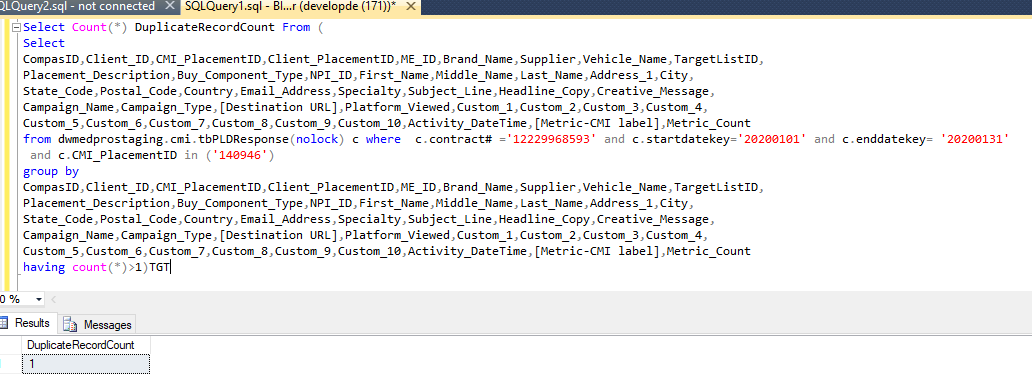 QLQuery2.sql - not connected
SQLQuery1.sql - Bl...r (developde (171))*
Select Count(*) DuplicateRecordCount From (
Select
CompasID,Client_ID,CMI_PlacementID,Client_PlacementID,ME_ID,Brand_Name,Supplier,Vehicle_Name,TargetListID,
Placement_Description,Buy_Component_Type,NPI_ID,First_Name,Middle_Name,Last_Name,Address_1,City,
State_Code,Postal_Code,Country,Email_Address,Specialty,Subject_Line,Headline_Copy,Creative_Message,
Campaign_Name,Campaign_Type,[Destination URL],Platform_Viewed,Custom_1,Custom_2,Custom_3,Custom_4,
Custom_5,Custom_6,Custom_7,Custom_8,Custom_9,Custom_10,Activity_DateTime,[Metric-CMI label],Metric_Count
from dwmedprostaging.cmi.tbPLDResponse(nolock) c where  c.contract# ='12229968593' and c.startdatekey='20200101' and c.enddatekey= '20200131'
and c.CMI_PlacementID in ('140946')
group by
CompasID,Client_ID,CMI_PlacementID,Client_PlacementID,ME_ID,Brand_Name,Supplier,Vehicle_Name,TargetListID,
Placement_Description,Buy_Component_Type,NPI_ID,First_Name,Middle_Name,Last_Name,Address_1,City,
State_Code,Postal_Code,Country,Email_Address,Specialty,Subject_Line,Headline_Copy,Creative_Message,
Campaign_Name,Campaign_Type,[Destination URL],Platform_Viewed,Custom_1,Custom_2,Custom_3,Custom_4,
Custom_5,Custom_6,Custom_7,Custom_8,Custom_9,Custom_10,Activity_DateTime,[Metric-CMI label],Metric_Count
having count(*)>1)TGT
0 %
Results
Messages
DuplicateRecordCount
1